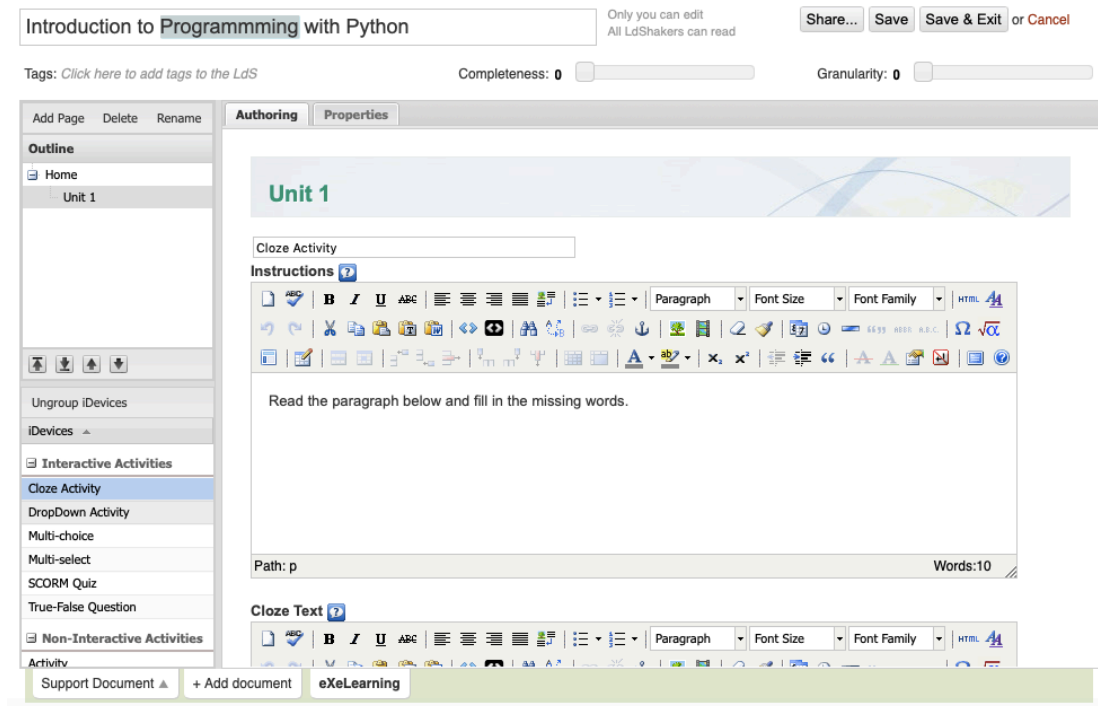 Introduction to Programmming with Python
Only you can edit
All LdShakers can read
Share... Save Save & Exit or Cancel
Tags: Click here to add tags to the LdS
Completeness: 0
Granularity: 0
Add Page Delete Rename
Authoring Properties
Outline
Home
Unit 1
Unit 1
Cloze Activity
Instructions
Paragraph Font Size Font Family HTML
Read the paragraph below and fill in the missing words.
Path: p
Words:10
Ungroup iDevices
iDevices
Interactive Activities
Cloze Activity
DropDown Activity
Multi-choice
Multi-select
SCORM Quiz
True-False Question
Non-Interactive Activities
Activity
Cloze Text
Paragraph Font Size Font Family HTML
Support Document + Add document eXeLearning